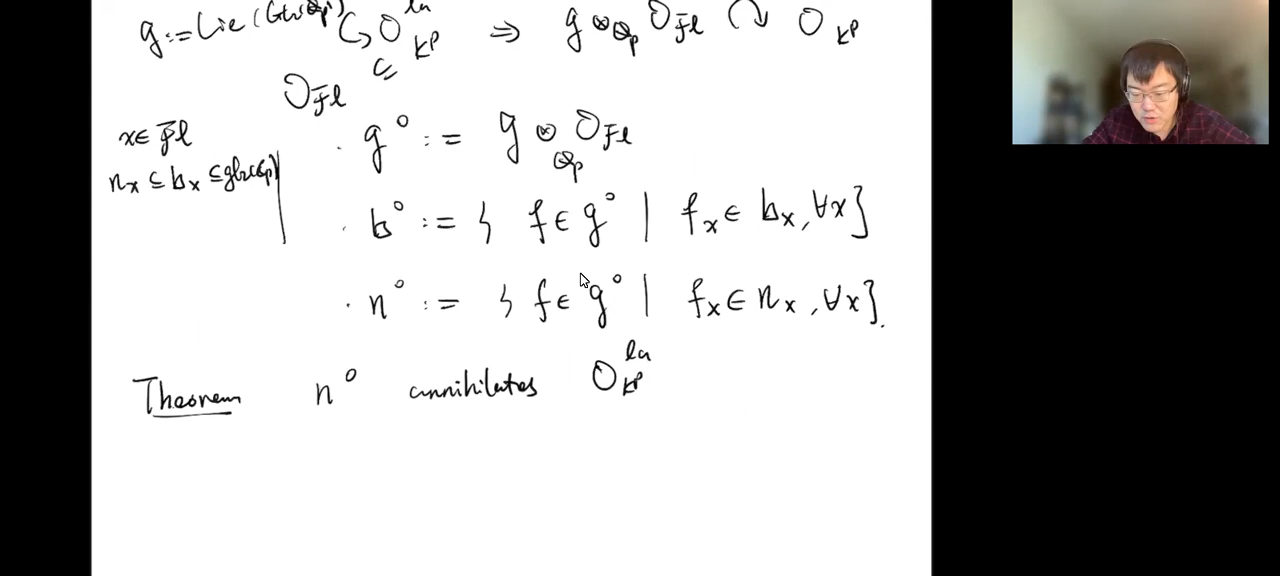 g := Lie(GL₂(ℚp)) ↪ O^{la}_{K^p} ⇒ g ⊗_{ℚp} O_{Fl} ↷ O_{K^p}
⊆
O_{Fl}
x ∈ Fl
n_x ⊆ b_x ⊆ gl₂(C_p)
· g° := g ⊗_{ℚp} O_{Fl}
· b° := { f ∈ g° | f_x ∈ b_x, ∀x }
· n° := { f ∈ g° | f_x ∈ n_x, ∀x }.
Theorem n° annihilates O^{la}_{K^p}